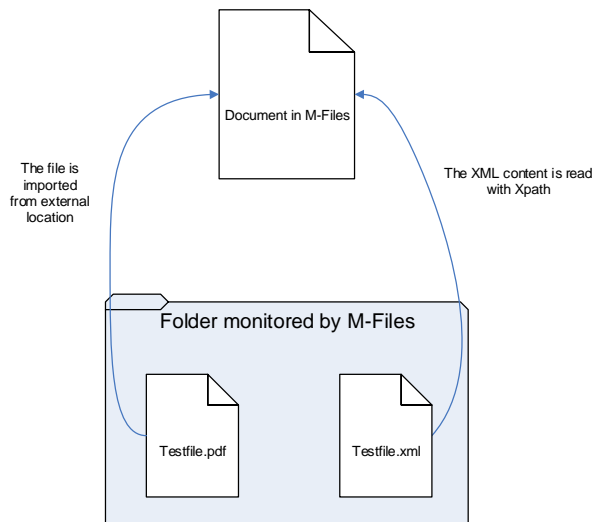 Document in M-Files
The file is
imported
from external
location
The XML content is read
with Xpath
Folder monitored by M-Files
Testfile.pdf
Testfile.xml